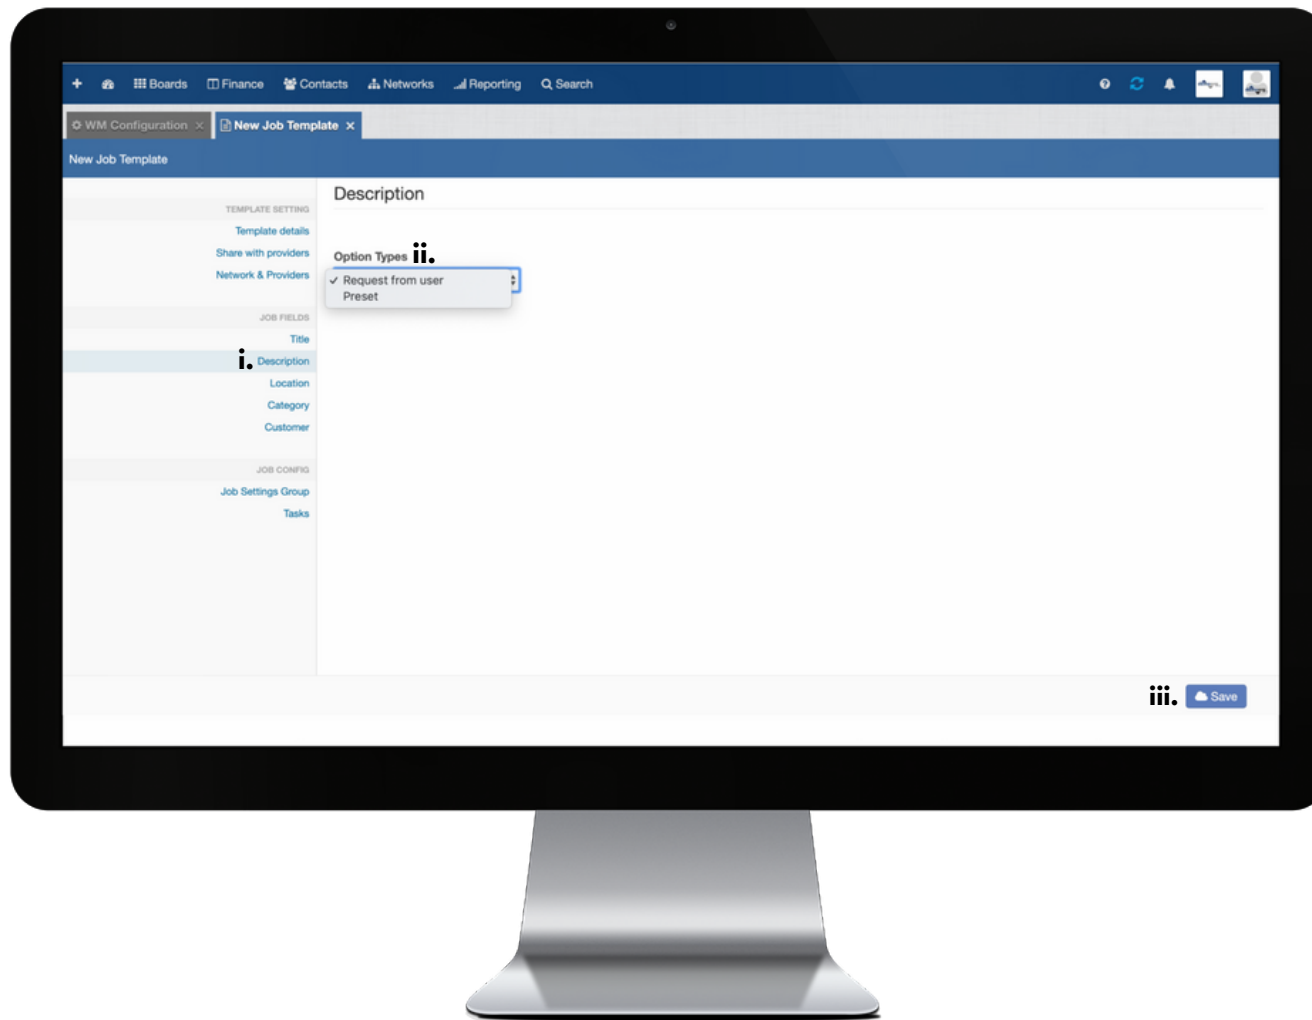 Boards Finance Contacts Networks Reporting Search
WM Configuration × New Job Template ×
New Job Template
Description
TEMPLATE SETTING
Template details
Share with providers
Option Types ii.
Network & Providers
✓ Request from user
Preset
JOB FIELDS
Title
i. Description
Location
Category
Customer
JOB CONFIG
Job Settings Group
Tasks
iii. Save